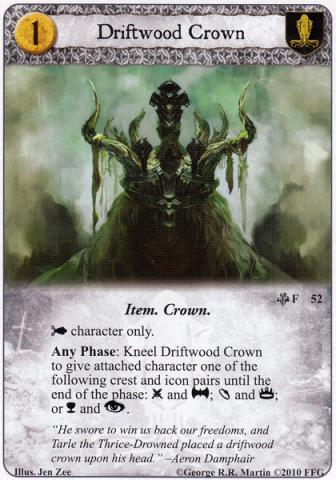 1
Driftwood Crown
F 52
Item. Crown.
character only.
Any Phase: Kneel Driftwood Crown
to give attached character one of the
following crest and icon pairs until the
end of the phase: and ; and ;
or and .
"He swore to win us back our freedoms, and
Tarle the Thrice-Drowned placed a driftwood
crown upon his head." –Aeron Damphair
Illus. Jen Zee ©George R.R. Martin ©2010 FFG